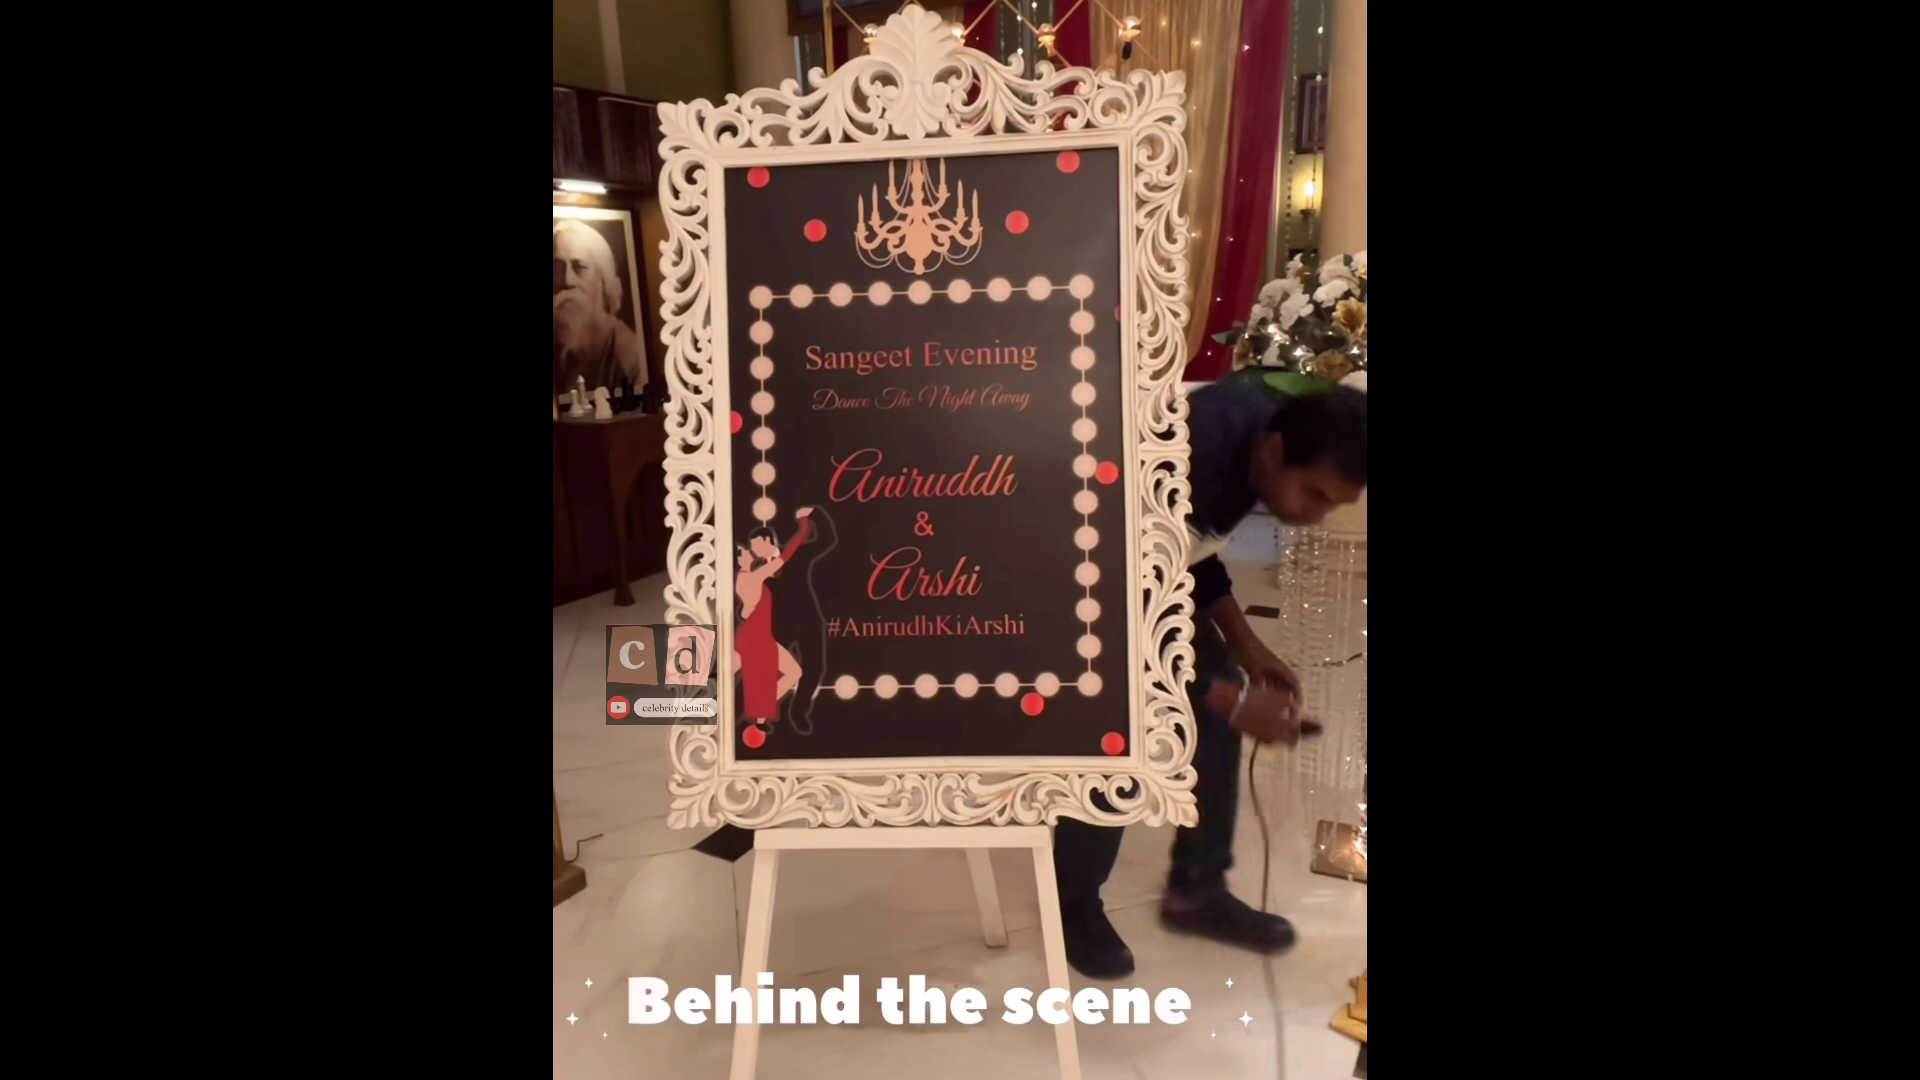 Sangeet Evening
Dance The Night Away
Aniruddh
&
Arshi
#AnirudhKiArshi
c d
celebrity details
Behind the scene